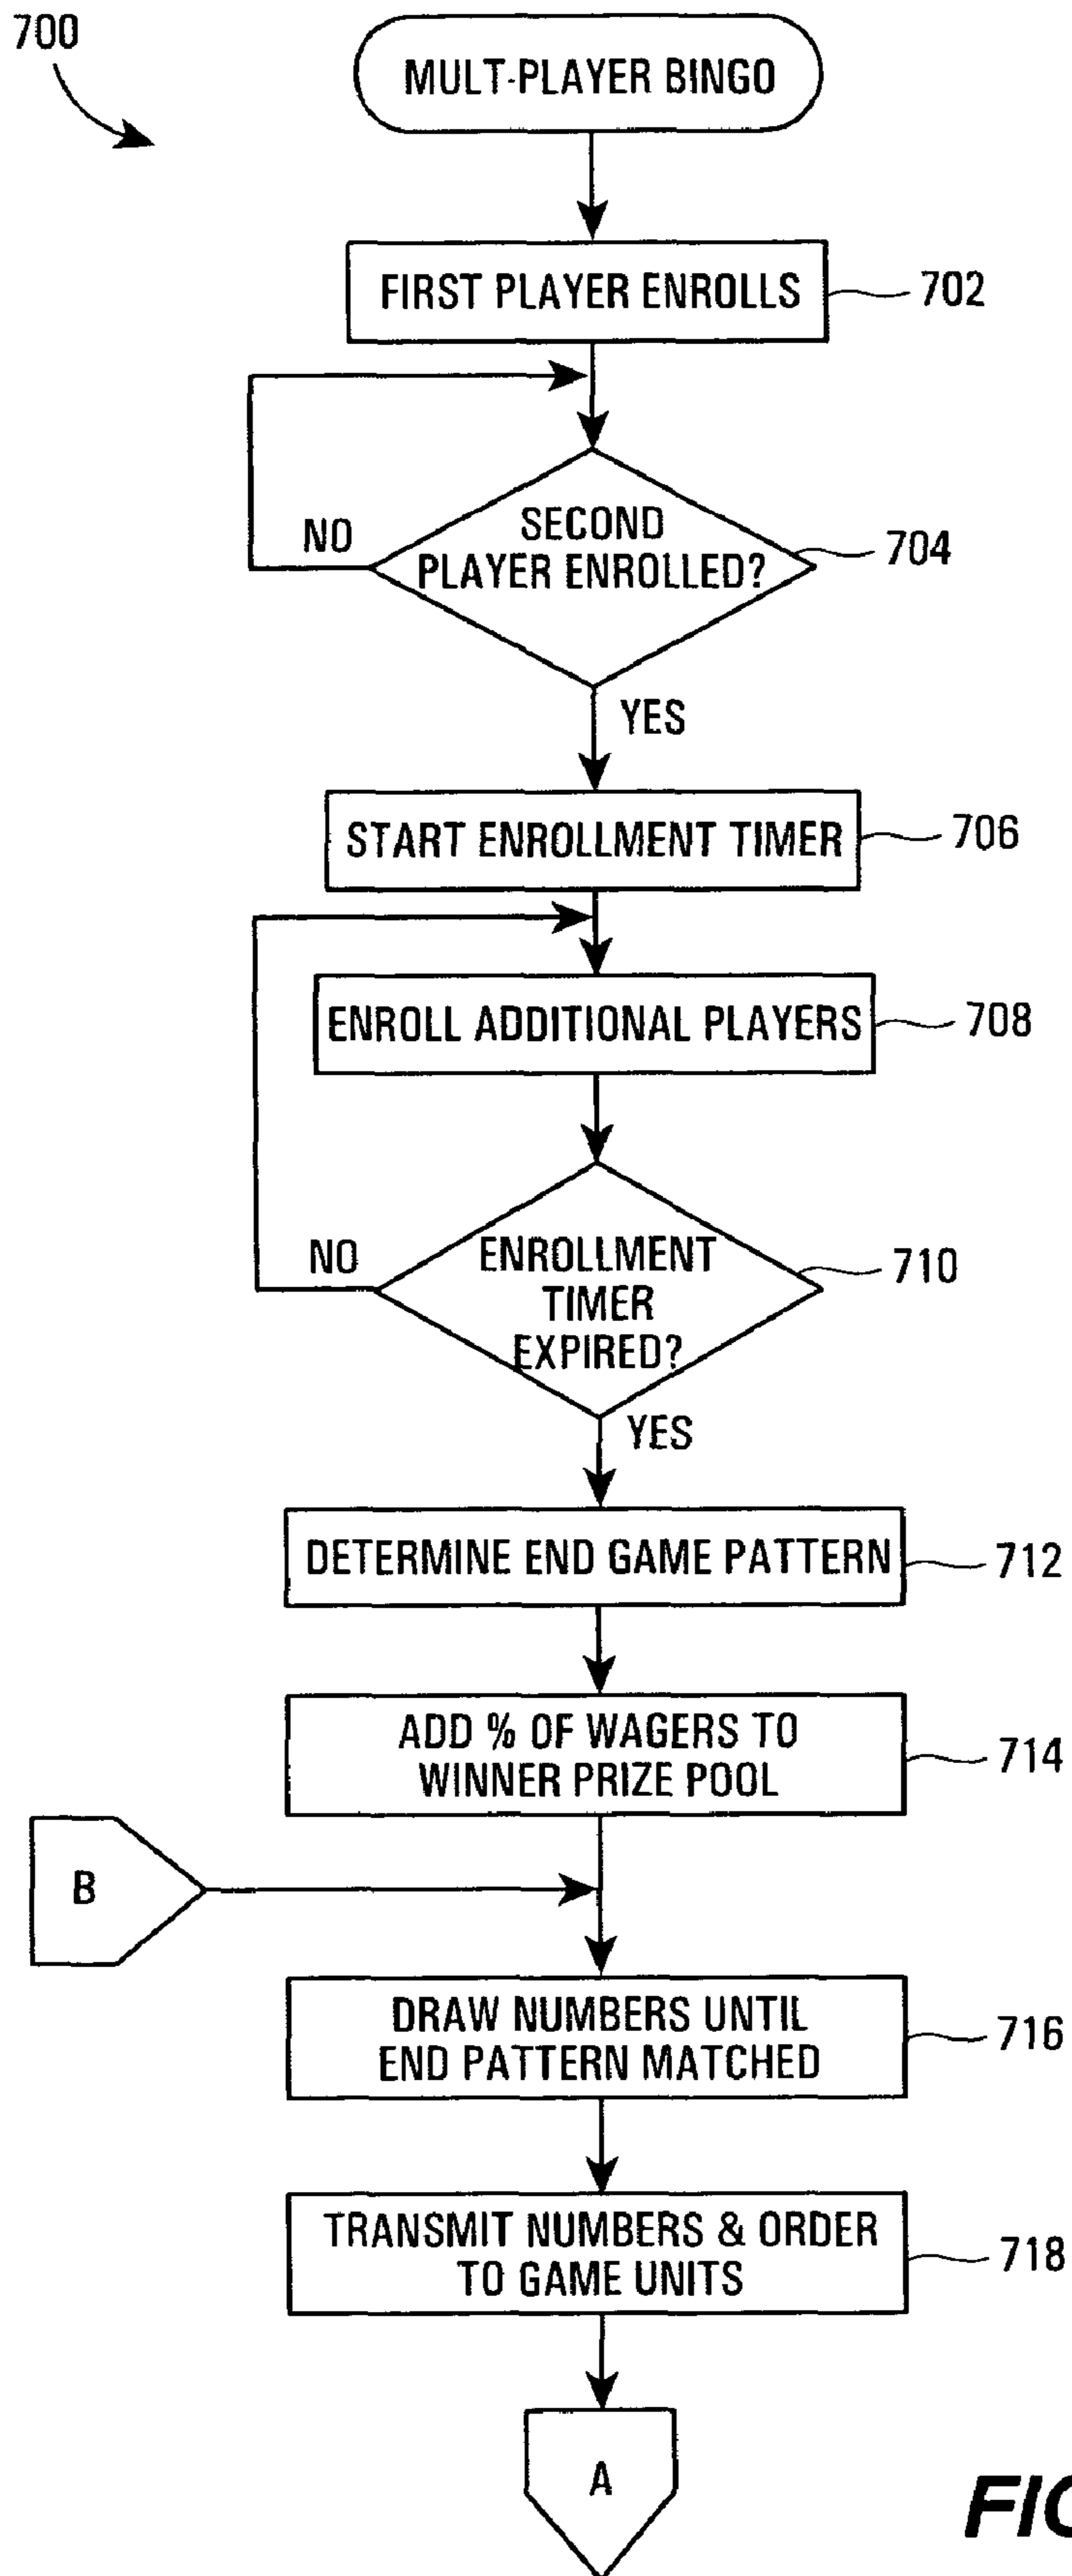 700
MULT-PLAYER BINGO
FIRST PLAYER ENROLLS
702
NO
SECOND
PLAYER ENROLLED?
704
YES
START ENROLLMENT TIMER
706
ENROLL ADDITIONAL PLAYERS
708
NO
ENROLLMENT
TIMER
EXPIRED?
710
YES
DETERMINE END GAME PATTERN
712
ADD % OF WAGERS TO
WINNER PRIZE POOL
714
B
DRAW NUMBERS UNTIL
END PATTERN MATCHED
716
TRANSMIT NUMBERS & ORDER
TO GAME UNITS
718
A